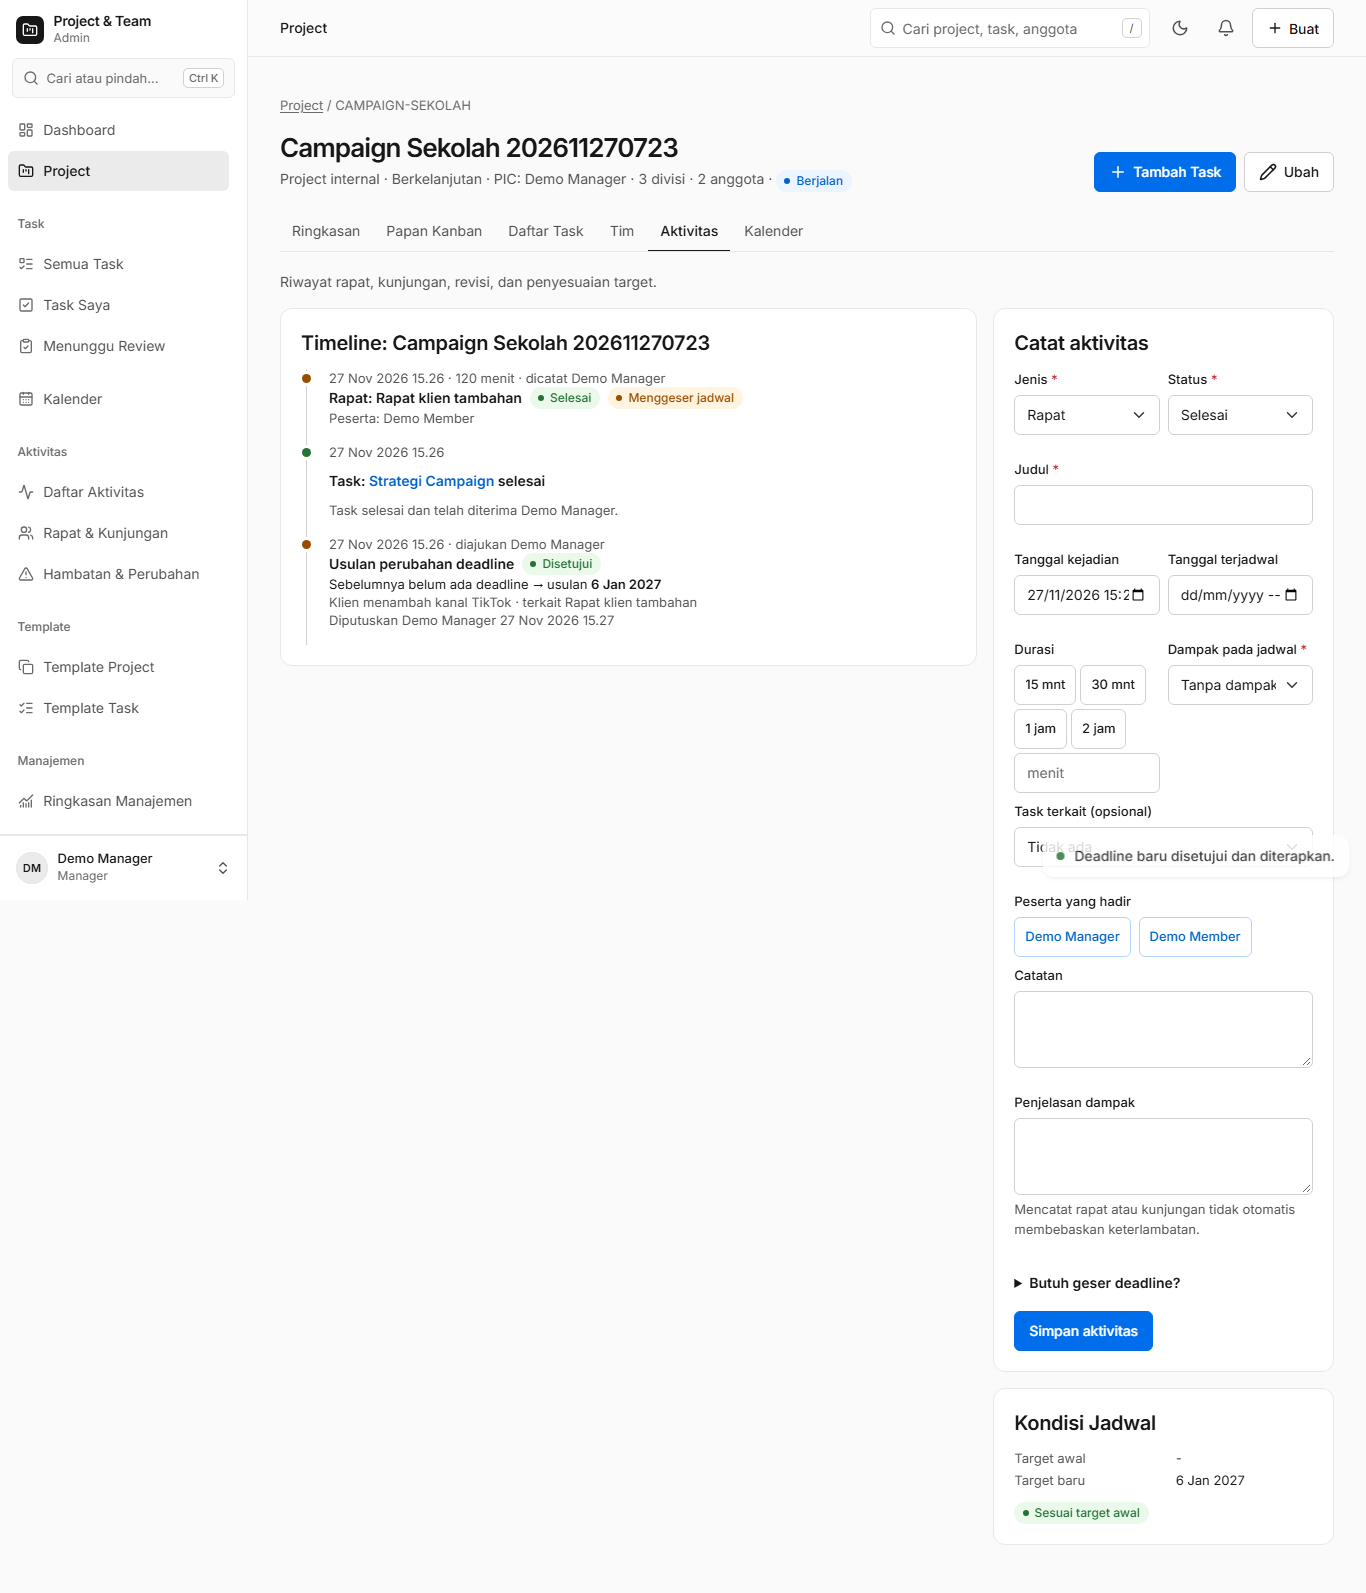 Project & Team
Admin
Cari atau pindah...
Ctrl K
Dashboard
Project
Task
Semua Task
Task Saya
Menunggu Review
Kalender
Aktivitas
Daftar Aktivitas
Rapat & Kunjungan
Hambatan & Perubahan
Template
Template Project
Template Task
Manajemen
Ringkasan Manajemen
DM
Demo Manager
Manager
Project
Cari project, task, anggota
/
Buat
Project / CAMPAIGN-SEKOLAH
Campaign Sekolah 202611270723
Project internal · Berkelanjutan · PIC: Demo Manager · 3 divisi · 2 anggota · Berjalan
Tambah Task
Ubah
Ringkasan
Papan Kanban
Daftar Task
Tim
Aktivitas
Kalender
Riwayat rapat, kunjungan, revisi, dan penyesuaian target.
Timeline: Campaign Sekolah 202611270723
27 Nov 2026 15.26 · 120 menit · dicatat Demo Manager
Rapat: Rapat klien tambahan Selesai Menggeser jadwal
Peserta: Demo Member
27 Nov 2026 15.26
Task: Strategi Campaign selesai
Task selesai dan telah diterima Demo Manager.
27 Nov 2026 15.26 · diajukan Demo Manager
Usulan perubahan deadline Disetujui
Sebelumnya belum ada deadline → usulan 6 Jan 2027
Klien menambah kanal TikTok · terkait Rapat klien tambahan
Diputuskan Demo Manager 27 Nov 2026 15.27
Catat aktivitas
Jenis * Status *
Rapat Selesai
Judul *
Tanggal kejadian Tanggal terjadwal
27/11/2026 15:2 dd/mm/yyyy --
Durasi Dampak pada jadwal *
15 mnt 30 mnt Tanpa dampak
1 jam 2 jam
menit
Task terkait (opsional)
Tidak ada
Deadline baru disetujui dan diterapkan.
Peserta yang hadir
Demo Manager Demo Member
Catatan
Penjelasan dampak
Mencatat rapat atau kunjungan tidak otomatis
membebaskan keterlambatan.
Butuh geser deadline?
Simpan aktivitas
Kondisi Jadwal
Target awal -
Target baru 6 Jan 2027
Sesuai target awal